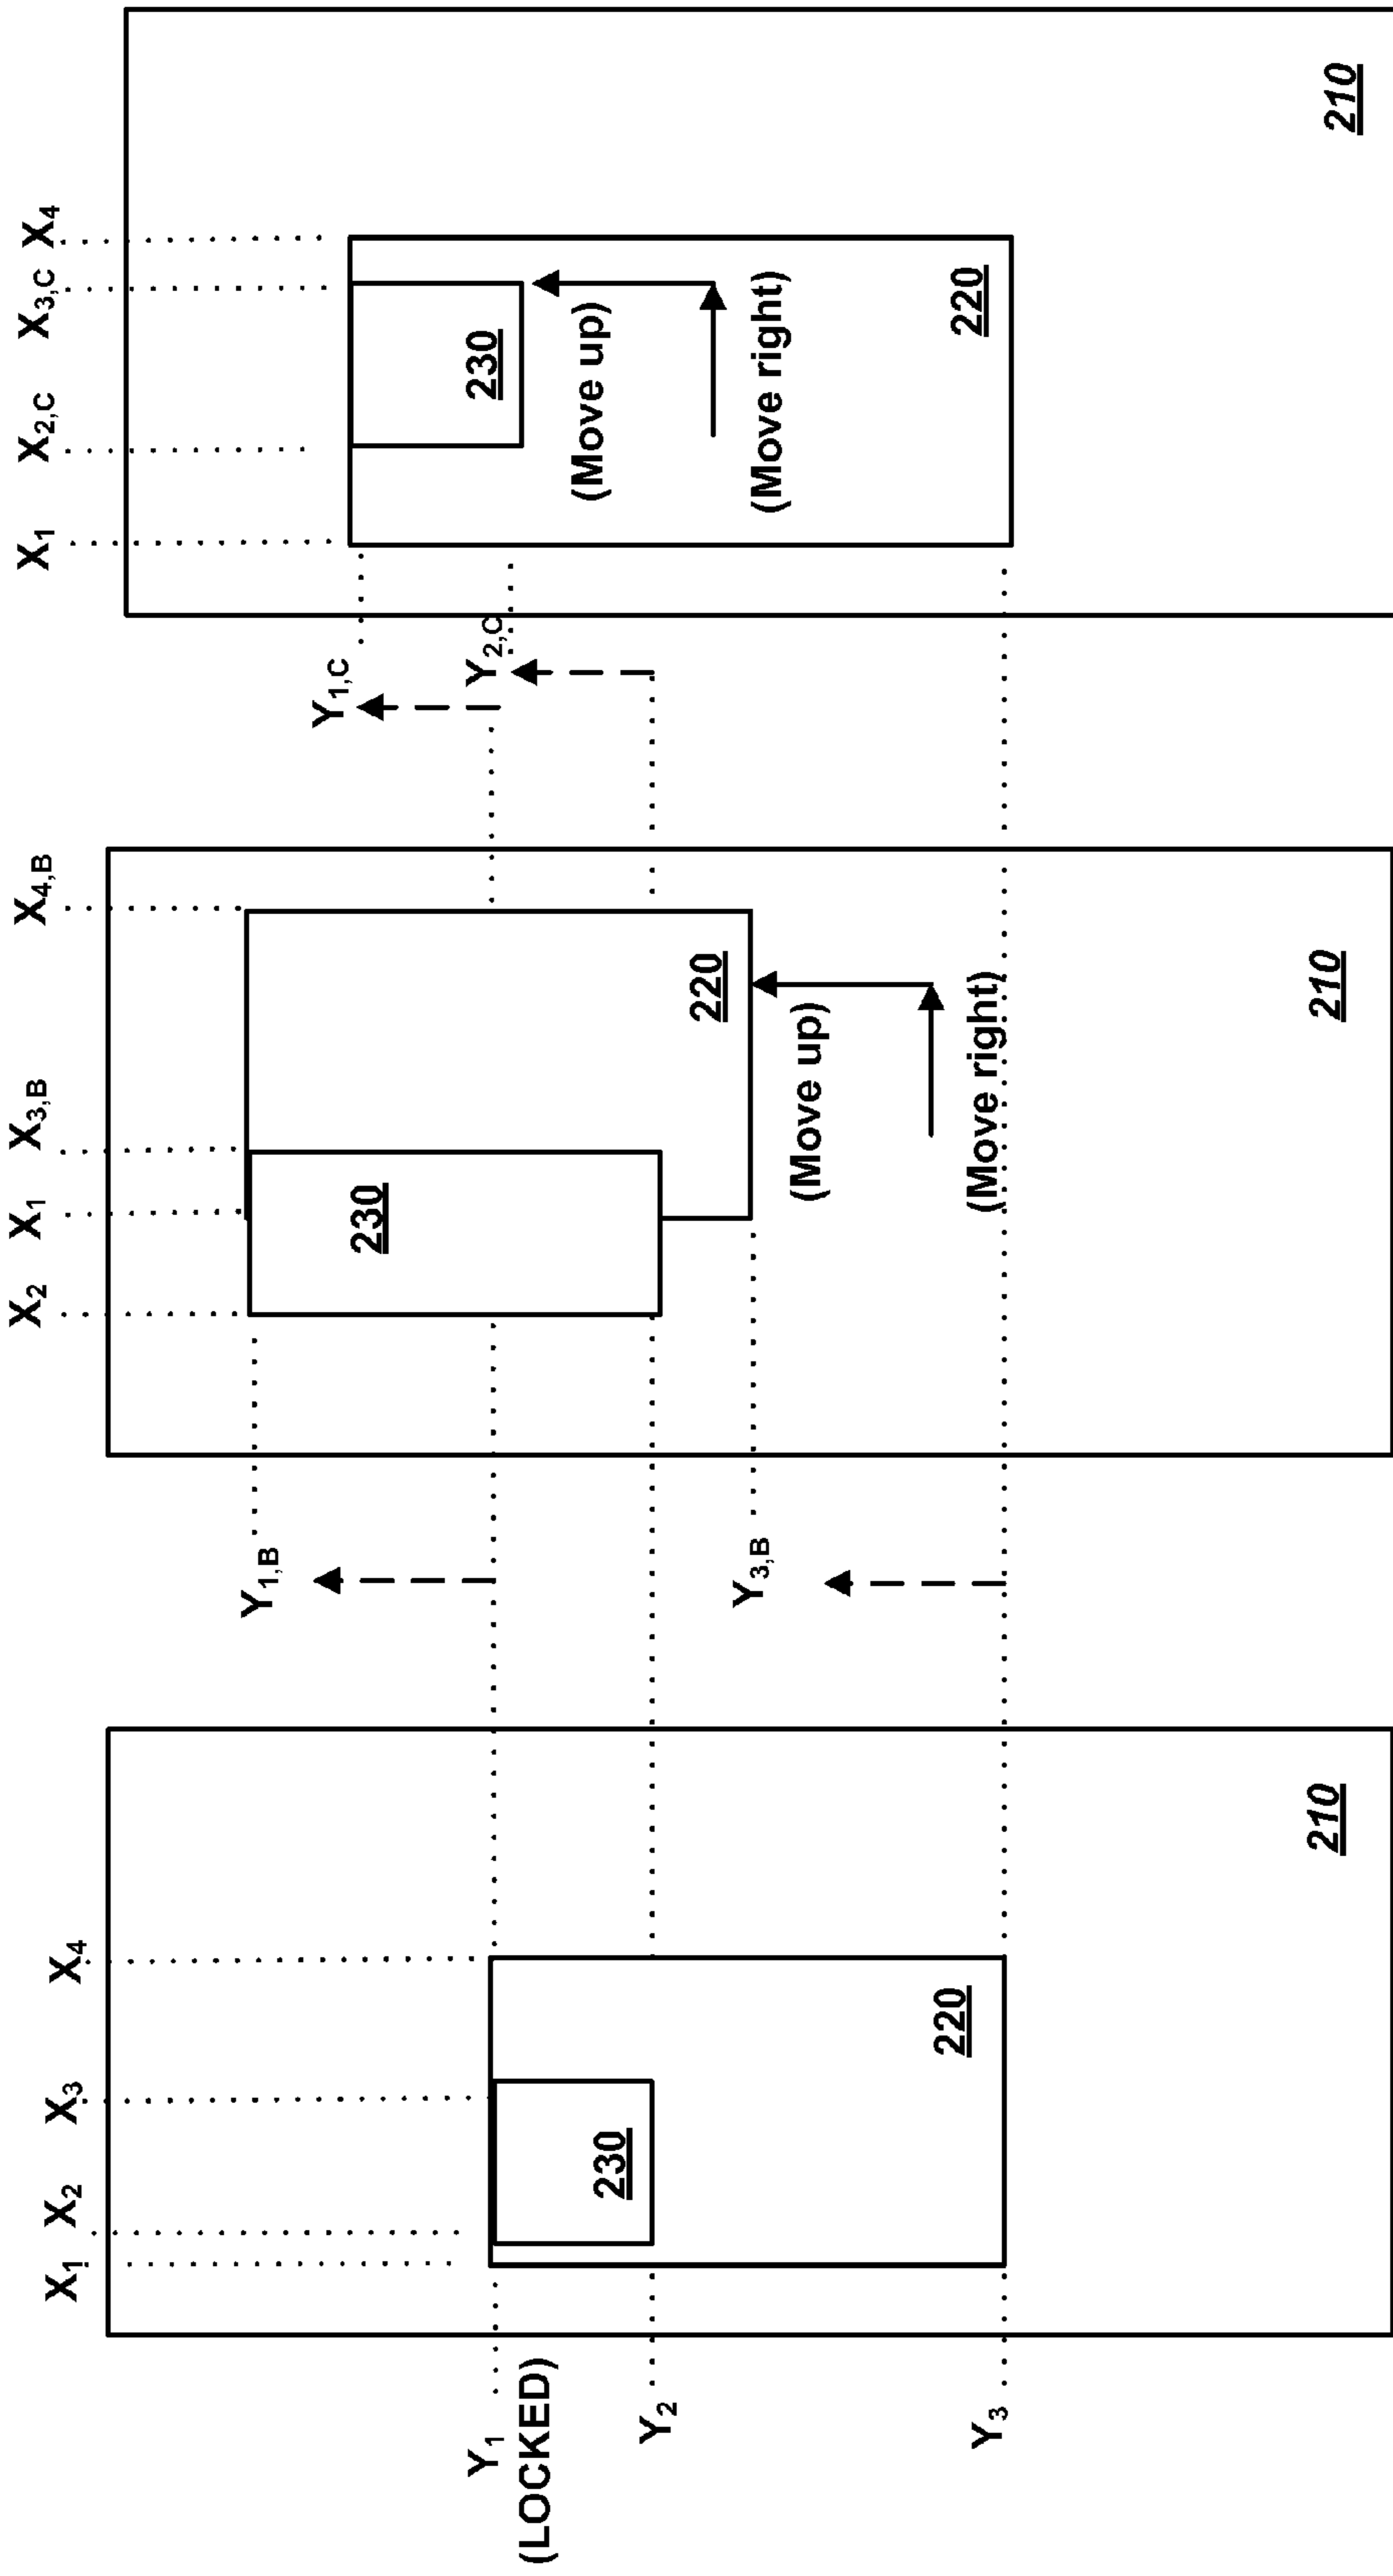 X₁ X₂ X₃ X₄
Y₁
(LOCKED)
Y₂
Y₃
230
220
210
X₂ X₁ X₃,B X₄,B
Y₁,B
Y₃,B
230
220
(Move up)
(Move right)
210
X₁ X₂,C X₃,C X₄
Y₁,C
Y₂,C
230
(Move up)
(Move right)
220
210